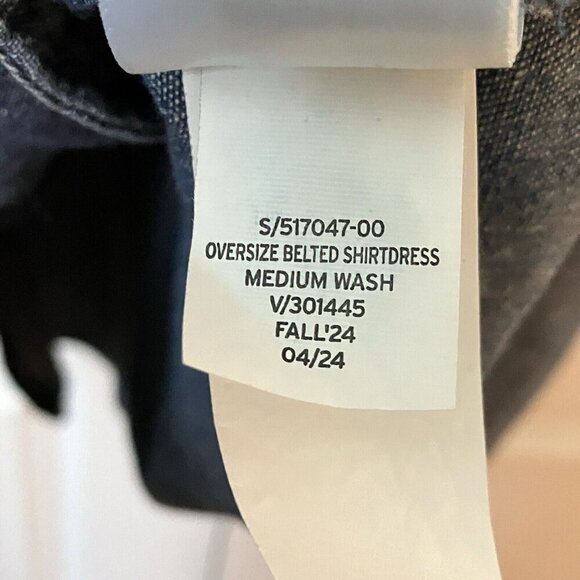 S/517047-00
OVERSIZE BELTED SHIRTDRESS
MEDIUM WASH
V/301445
FALL'24
04/24